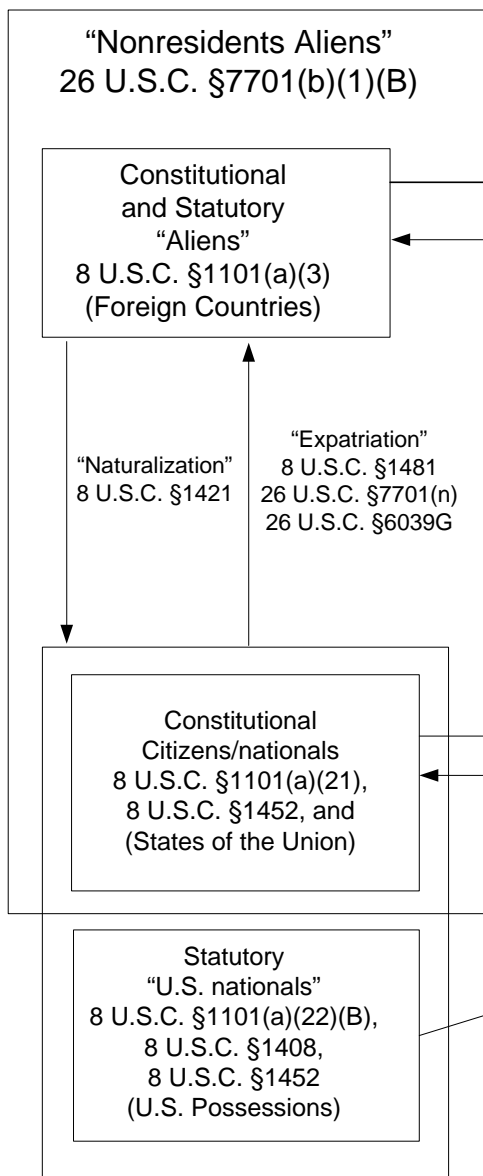 “Nonresidents Aliens”
26 U.S.C. §7701(b)(1)(B)
Constitutional
and Statutory
“Aliens”
8 U.S.C. §1101(a)(3)
(Foreign Countries)
“Naturalization”
8 U.S.C. §1421
“Expatriation”
8 U.S.C. §1481
26 U.S.C. §7701(n)
26 U.S.C. §6039G
Constitutional
Citizens/nationals
8 U.S.C. §1101(a)(21),
8 U.S.C. §1452, and
(States of the Union)
Statutory
“U.S. nationals”
8 U.S.C. §1101(a)(22)(B),
8 U.S.C. §1408,
8 U.S.C. §1452
(U.S. Possessions)